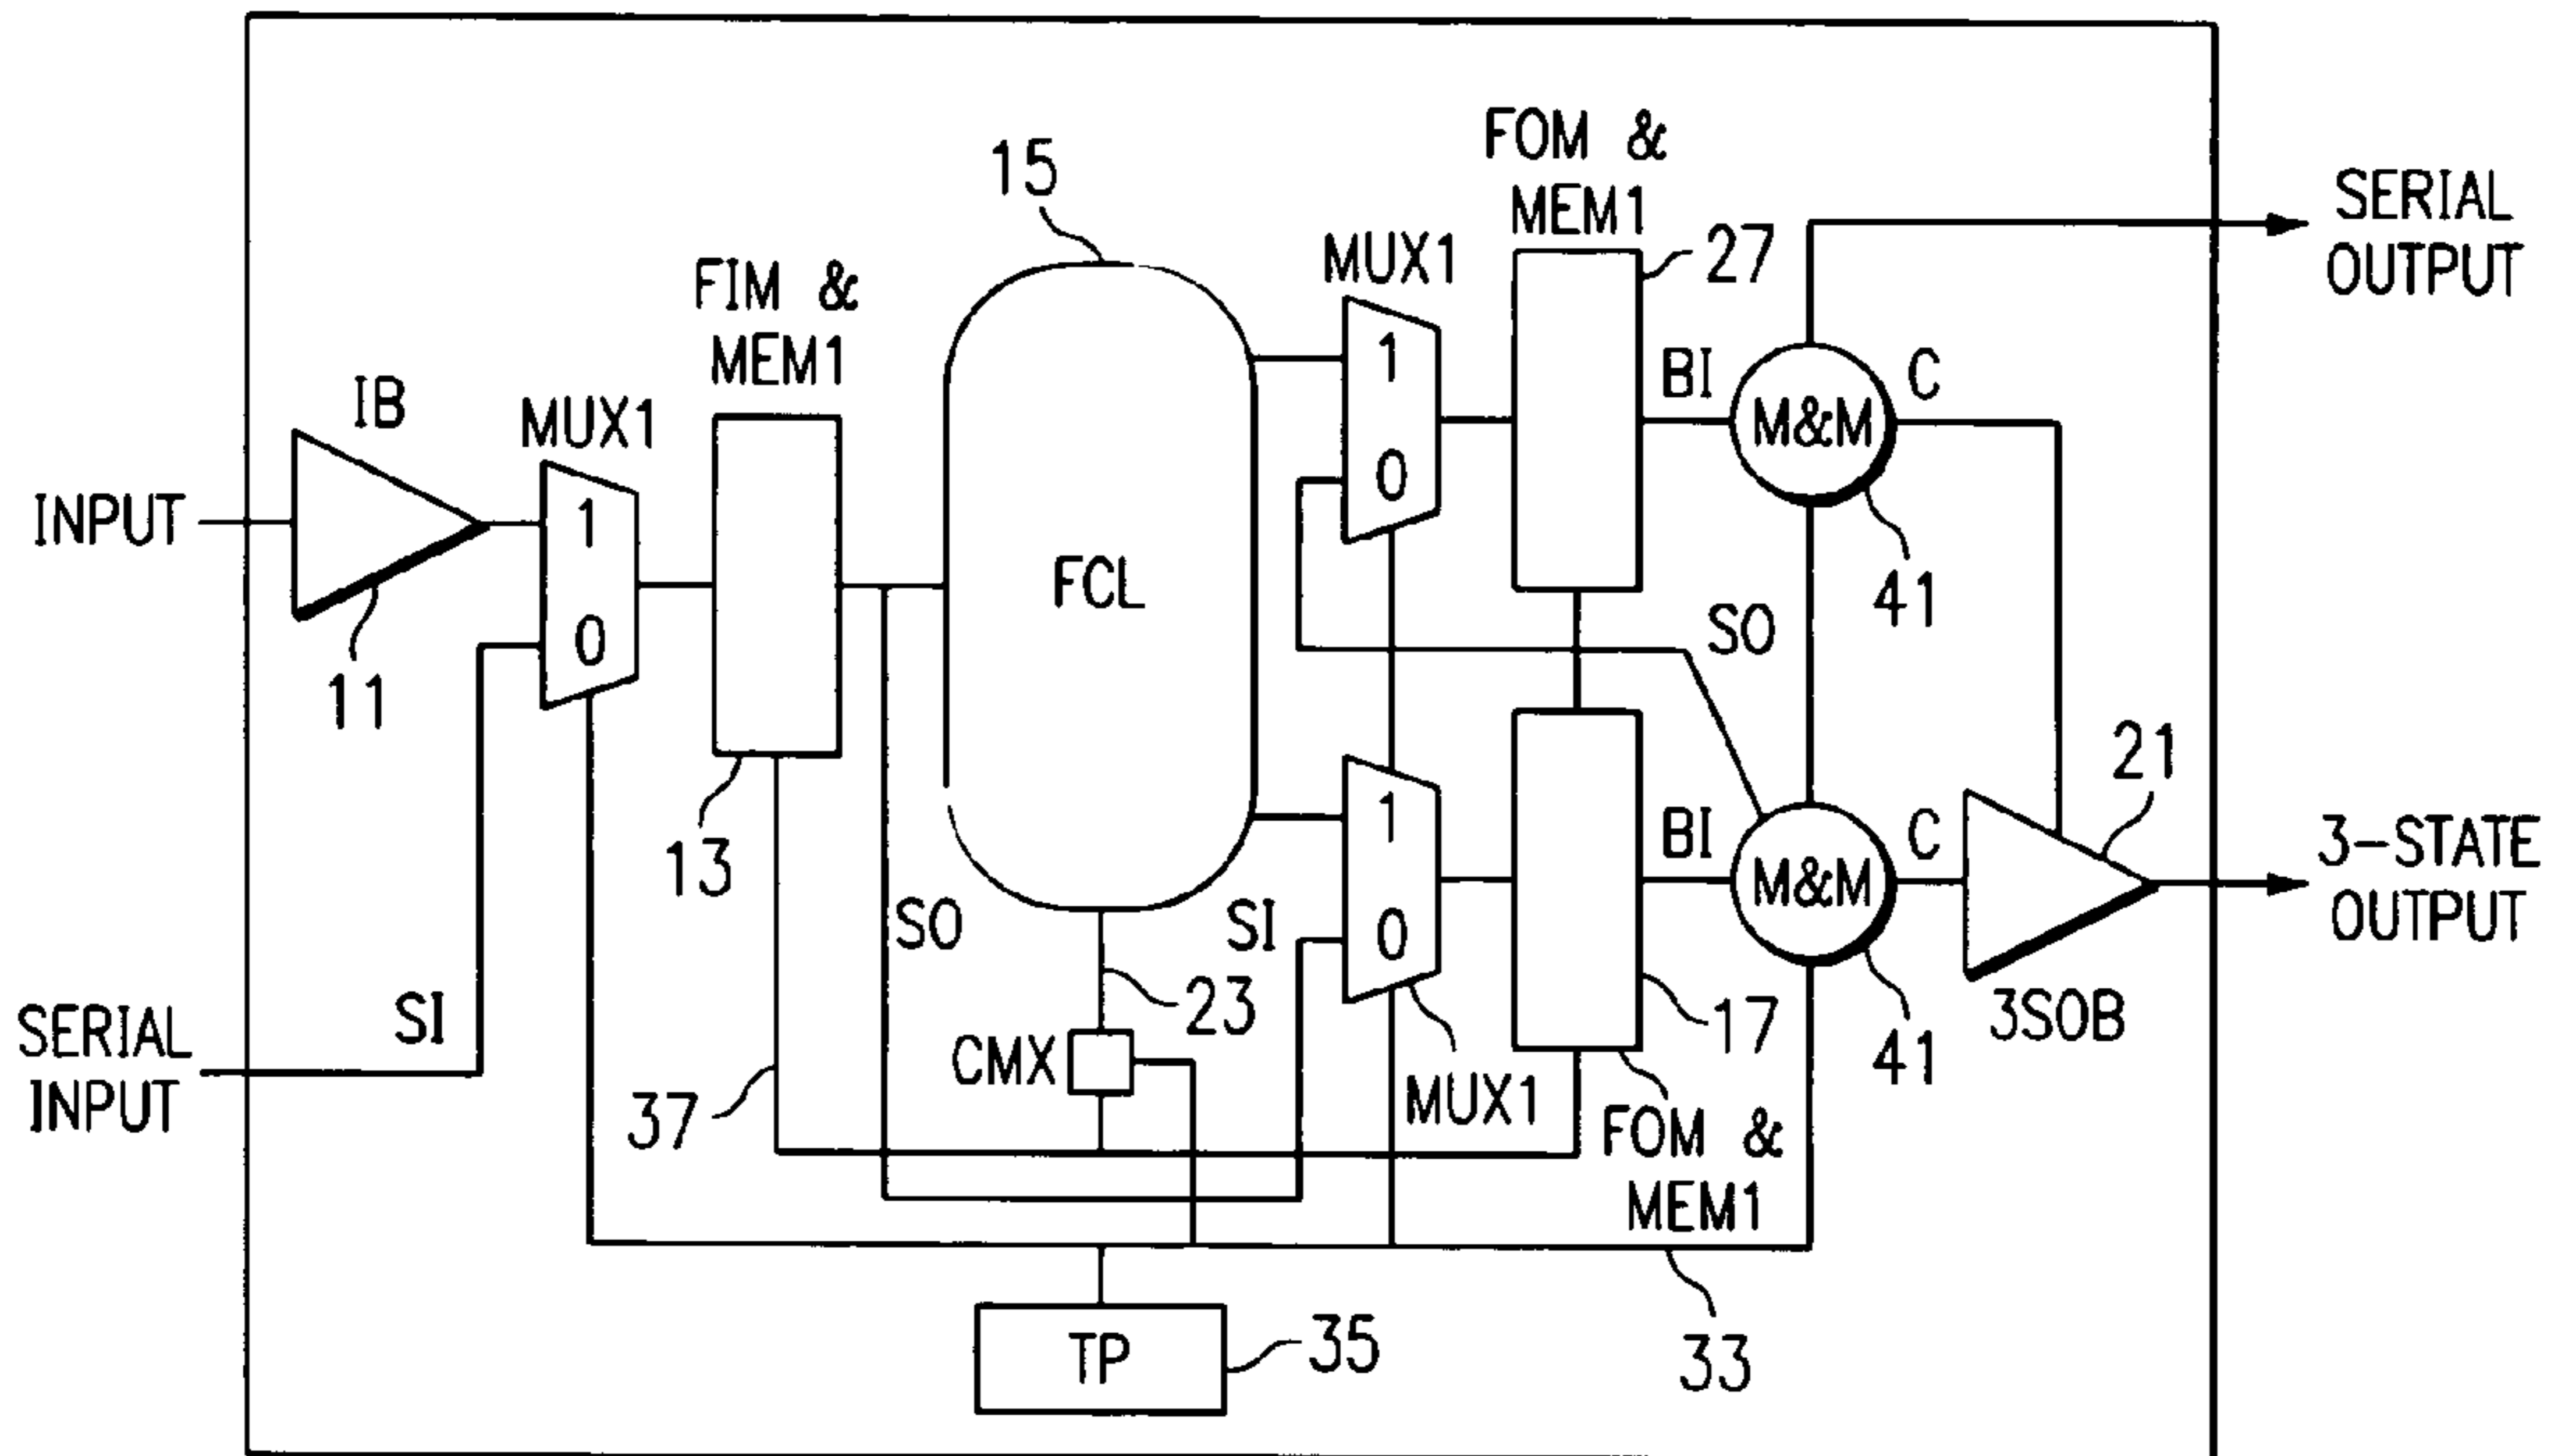 FOM &
MEM1
15
27
SERIAL
OUTPUT
MUX1
FIM &
MEM1
1
0
BI
M&M
C
41
IB
MUX1
1
0
INPUT
11
FCL
SO
13
21
1
0
BI
M&M
C
3-STATE
OUTPUT
SO
SI
SI
23
17
3SOB
41
SERIAL
INPUT
CMX
37
MUX1
FOM &
MEM1
TP
35
33